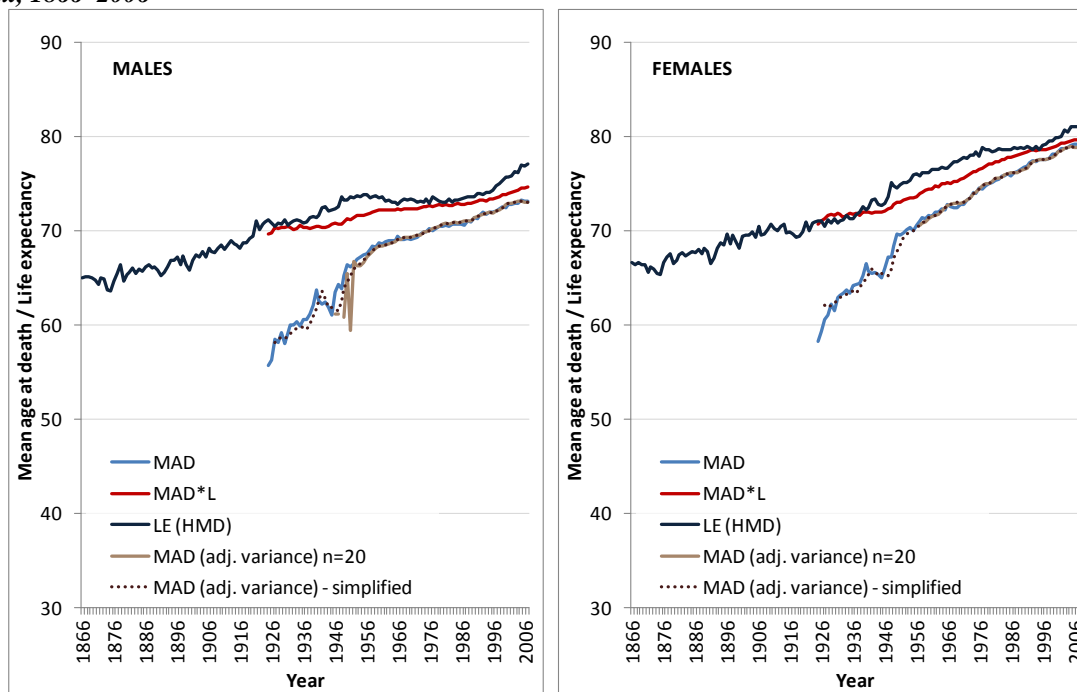 1866–2006
90
80
70
60
50
40
30
MALES
Mean age at death / Life expectancy
MAD
MAD*L
LE (HMD)
MAD (adj. variance) n=20
MAD (adj. variance) - simplified
1866
1876
1886
1896
1906
1916
1926
1936
1946
1956
1966
1976
1986
1996
2006
Year
90
80
70
60
50
40
30
FEMALES
Mean age at death / Life expectancy
MAD
MAD*L
LE (HMD)
MAD (adj. variance) n=20
MAD (adj. variance) - simplified
1866
1876
1886
1896
1906
1916
1926
1936
1946
1956
1966
1976
1986
1996
2006
Year